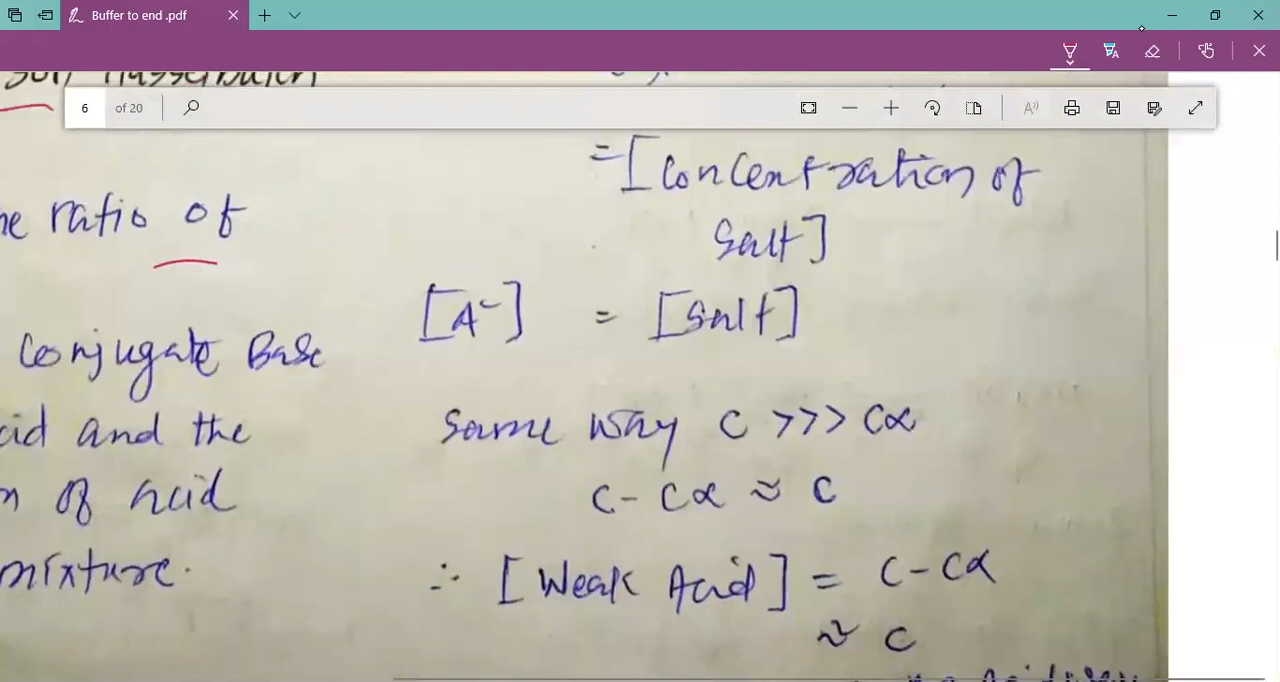 Buffer to end .pdf
6 of 20
he ratio of
Conjugate Base
cid and the
n of acid
mixture.
= [Concentration of
Salt]
[A-] = [Salt]
Same way C >>> Cα
C - Cα ≈ C
∴ [Weak Acid] = C - Cα
≈ C